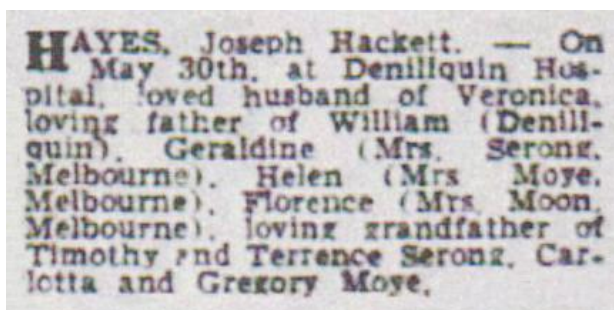 HAYES, Joseph Hackett. — On
May 30th, at Deniliquin Hos-
pital, loved husband of Veronica,
loving father of William (Denili-
quin), Geraldine (Mrs. Serong,
Melbourne), Helen (Mrs Moye,
Melbourne), Florence (Mrs. Moon,
Melbourne), loving grandfather of
Timothy and Terrence Serong, Car-
lotta and Gregory Moye.